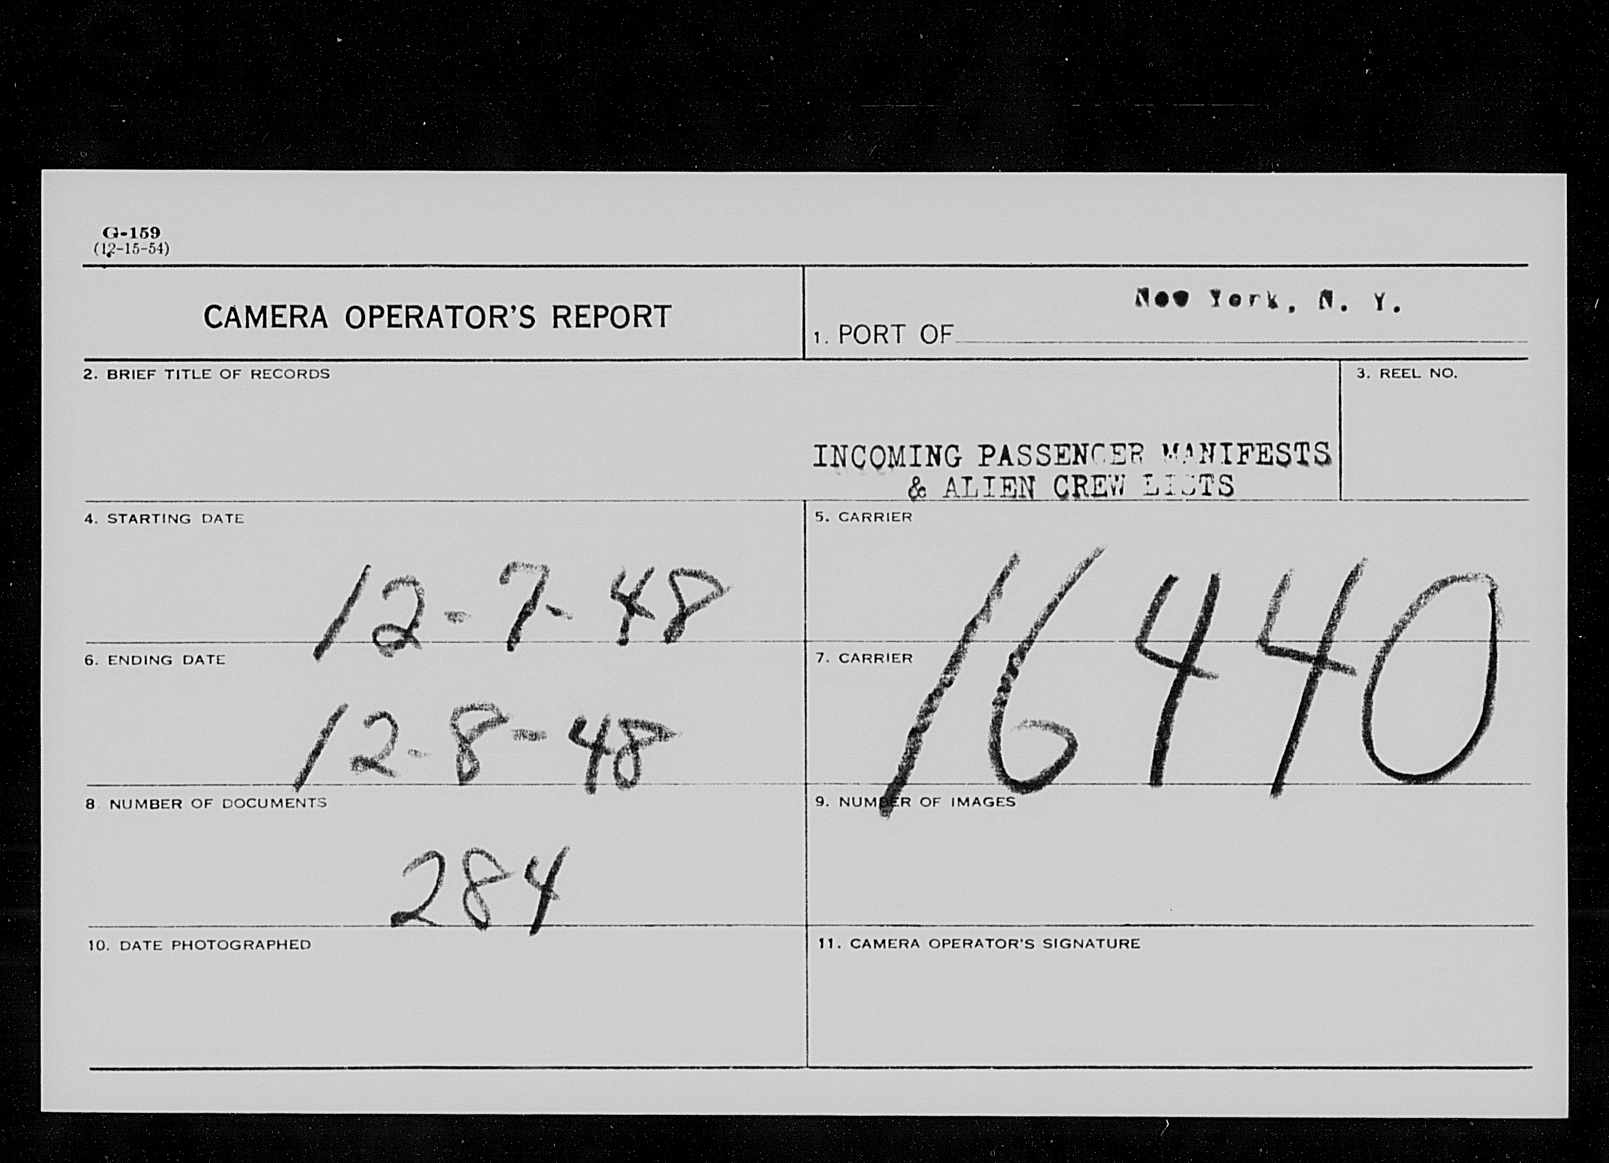 G-159
(12-15-54)
CAMERA OPERATOR'S REPORT
1. PORT OF New York, N. Y.
2. BRIEF TITLE OF RECORDS
INCOMING PASSENGER MANIFESTS
& ALIEN CREW LISTS
3. REEL NO.
4. STARTING DATE
12-7-48
5. CARRIER
16440
6. ENDING DATE
12-8-48
7. CARRIER
8 NUMBER OF DOCUMENTS
284
9. NUMBER OF IMAGES
10. DATE PHOTOGRAPHED
11. CAMERA OPERATOR'S SIGNATURE